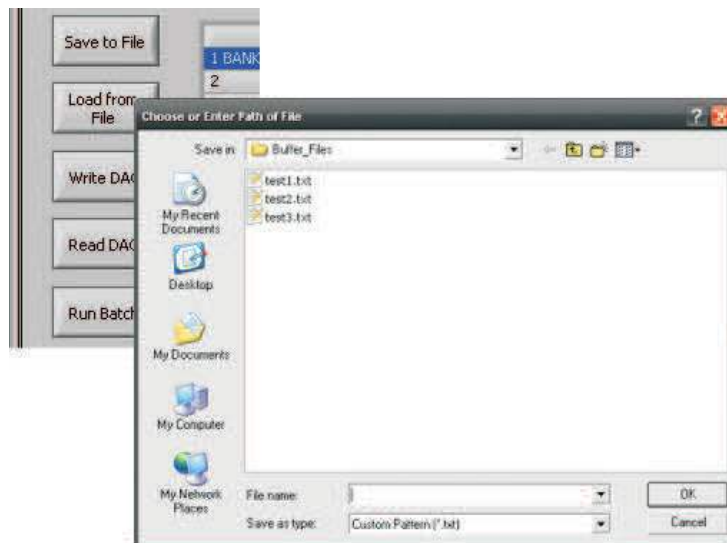 Save to File
1 BANK
2
Load from
File
Choose or Enter Path of File
Save in:
Buffer_Files
Write DAC
test1.txt
test2.txt
test3.txt
My Recent
Documents
Read DAC
Desktop
Run Batch
My Documents
My Computer
My Network
Places
File name:
OK
Save as type:
Custom Pattern (*.txt)
Cancel